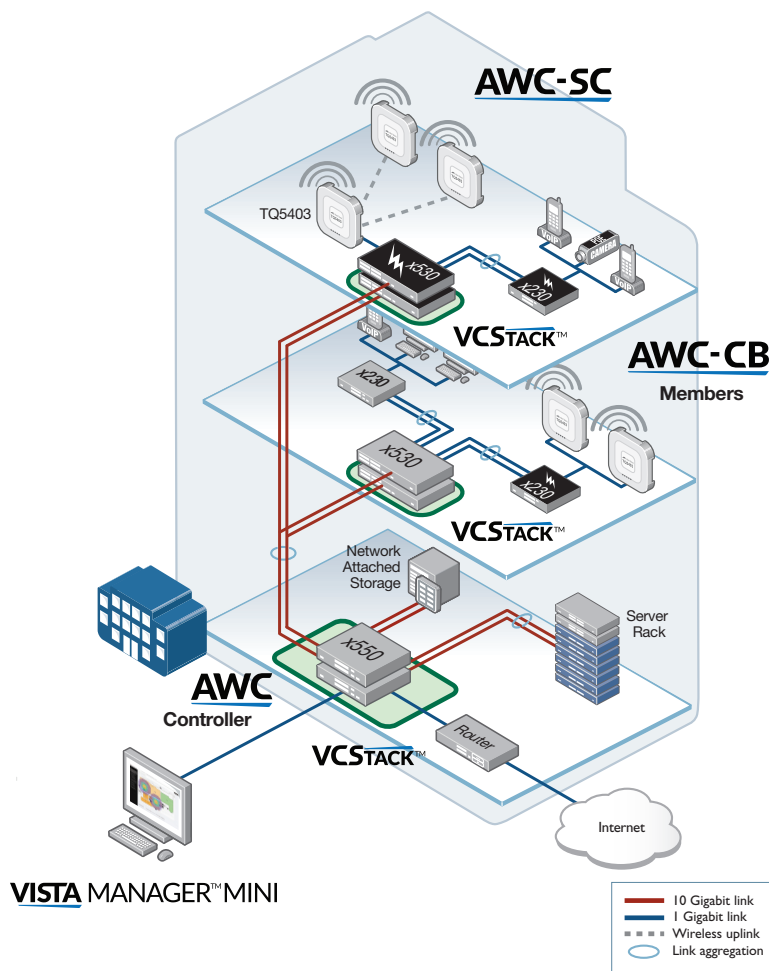 AWC-SC
TQ5403
VoIP
POE
CAMERA
VoIP
x530
x230
VCSTACK™
VoIP
x230
AWC-CB
Members
x530
x230
VCSTACK™
Network
Attached
Storage
Server
Rack
x550
AWC
Controller
Router
VCSTACK™
Internet
VISTA MANAGER™ MINI
10 Gigabit link
1 Gigabit link
Wireless uplink
Link aggregation